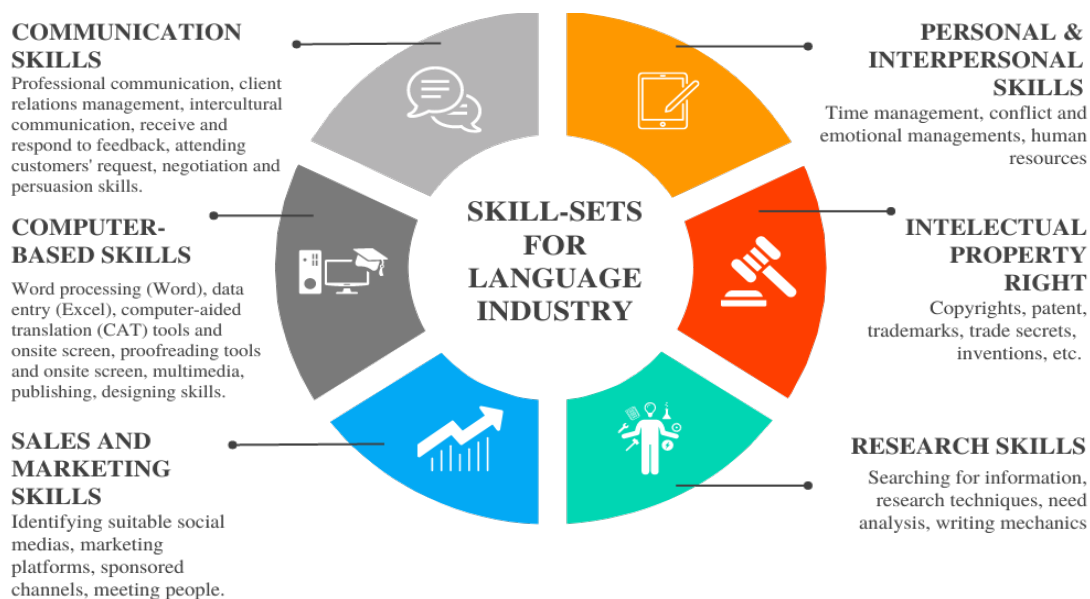 COMMUNICATION
SKILLS
Professional communication, client
relations management, intercultural
communication, receive and
respond to feedback, attending
customers' request, negotiation and
persuasion skills.
COMPUTER-
BASED SKILLS
Word processing (Word), data
entry (Excel), computer-aided
translation (CAT) tools and
onsite screen, proofreading tools
and onsite screen, multimedia,
publishing, designing skills.
SALES AND
MARKETING
SKILLS
Identifying suitable social
medias, marketing
platforms, sponsored
channels, meeting people.
SKILL-SETS
FOR
LANGUAGE
INDUSTRY
PERSONAL &
INTERPERSONAL
SKILLS
Time management, conflict and
emotional managements, human
resources
INTELECTUAL
PROPERTY
RIGHT
Copyrights, patent,
trademarks, trade secrets,
inventions, etc.
RESEARCH SKILLS
Searching for information,
research techniques, need
analysis, writing mechanics